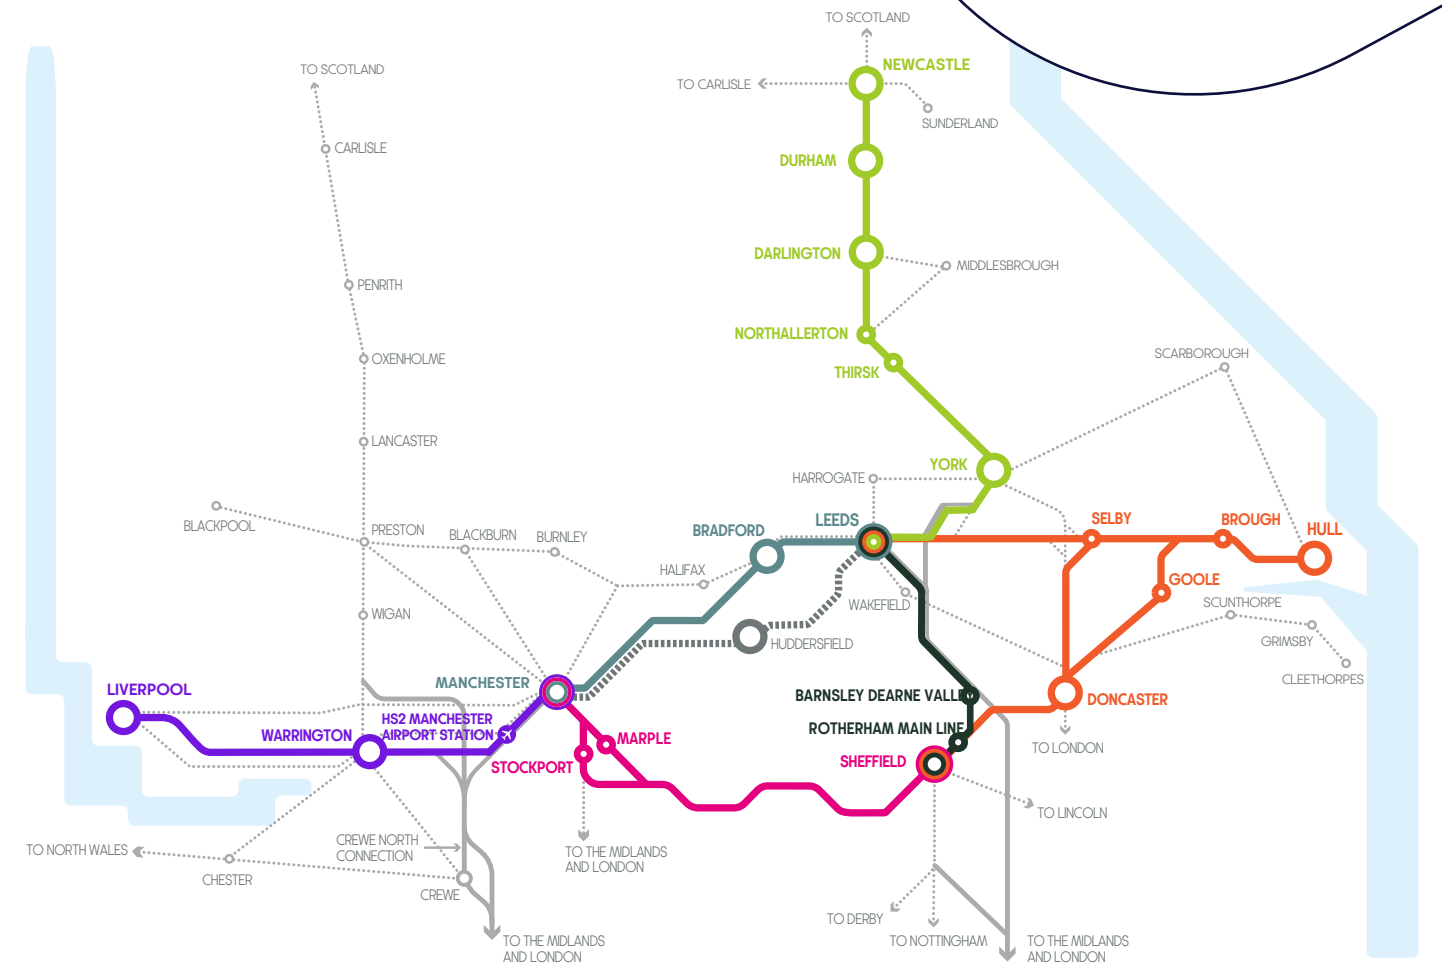 TO SCOTLAND
NEWCASTLE
TO SCOTLAND
TO CARLISLE
SUNDERLAND
CARLISLE
DURHAM
DARLINGTON
MIDDLESBROUGH
PENRITH
NORTHALLERTON
OXENHOLME
SCARBOROUGH
THIRSK
LANCASTER
YORK
HARROGATE
BLACKPOOL
PRESTON
BLACKBURN
BURNLEY
BRADFORD
LEEDS
SELBY
BROUGH
HULL
HALIFAX
GOOLE
WIGAN
WAKEFIELD
SCUNTHORPE
HUDDERSFIELD
GRIMSBY
CLEETHORPES
LIVERPOOL
MANCHESTER
BARNSLEY DEARNE VALLE
DONCASTER
HS2 MANCHESTER
AIRPORT STATION
WARRINGTON
MARPLE
ROTHERHAM MAIN LINE
STOCKPORT
SHEFFIELD
TO LONDON
TO LINCOLN
CREWE NORTH
CONNECTION
TO NORTH WALES
TO THE MIDLANDS
AND LONDON
CHESTER
CREWE
TO DERBY
TO NOTTINGHAM
TO THE MIDLANDS
AND LONDON
TO THE MIDLANDS
AND LONDON